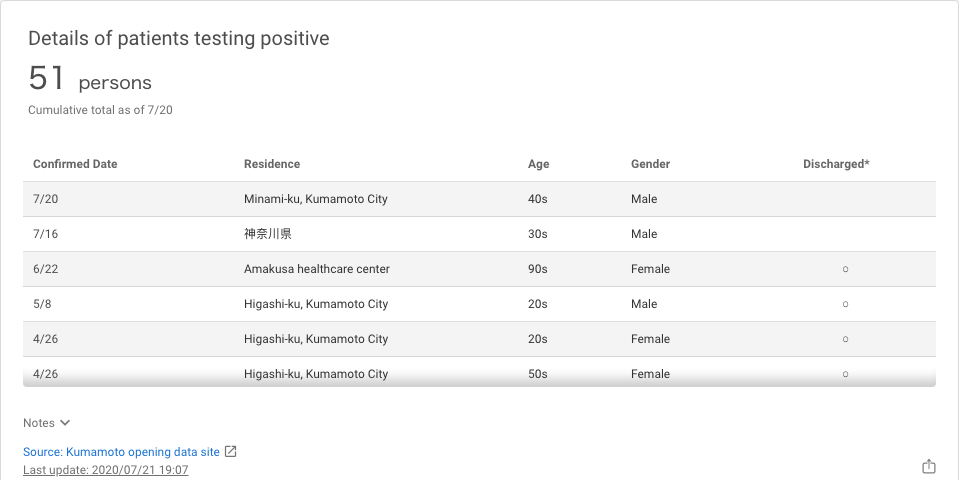 Details of patients testing positive
51 persons
Cumulative total as of 7/20
Confirmed Date Residence Age Gender Discharged*
7/20 Minami-ku, Kumamoto City 40s Male
7/16 神奈川県 30s Male
6/22 Amakusa healthcare center 90s Female ○
5/8 Higashi-ku, Kumamoto City 20s Male ○
4/26 Higashi-ku, Kumamoto City 20s Female ○
4/26 Higashi-ku, Kumamoto City 50s Female ○
Notes
Source: Kumamoto opening data site
Last update: 2020/07/21 19:07